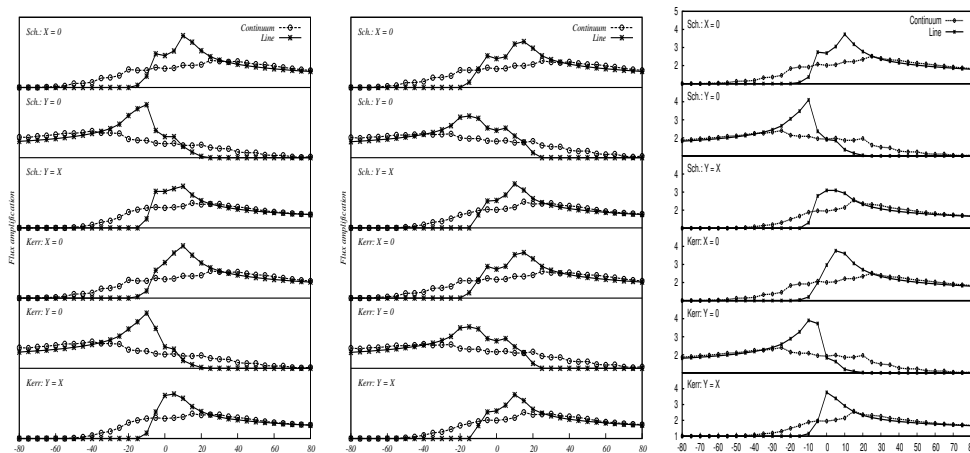 Sch.: X = 0
Continuum
Line
Sch.: Y = 0
Sch.: Y = X
Flux amplification
Kerr: X = 0
Kerr: Y = 0
Kerr: Y = X
-80 -60 -40 -20 0 20 40 60 80
Sch.: X = 0
Continuum
Line
Sch.: Y = 0
Sch.: Y = X
Flux amplification
Kerr: X = 0
Kerr: Y = 0
Kerr: Y = X
-80 -60 -40 -20 0 20 40 60 80
5
Sch.: X = 0
Continuum
4
Line
3
2
Sch.: Y = 0
4
3
2
Sch.: Y = X
4
3
2
Kerr: X = 0
4
3
2
Kerr: Y = 0
4
3
2
Kerr: Y = X
4
3
2
1
-80 -70 -60 -50 -40 -30 -20 -10 0 10 20 30 40 50 60 70 80